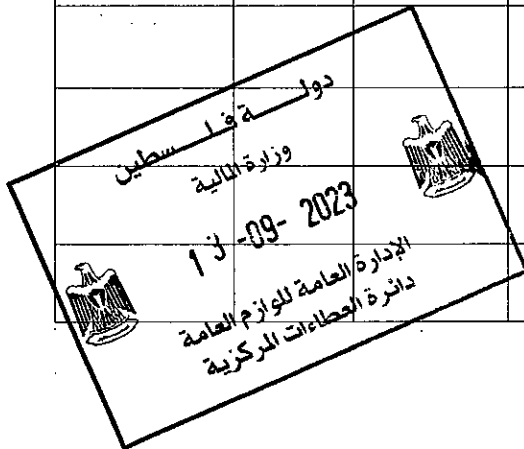 دولة فلسطين
وزارة المالية
13 -09- 2023
الإدارة العامة للوازم العامة
دائرة العطاءات المركزية